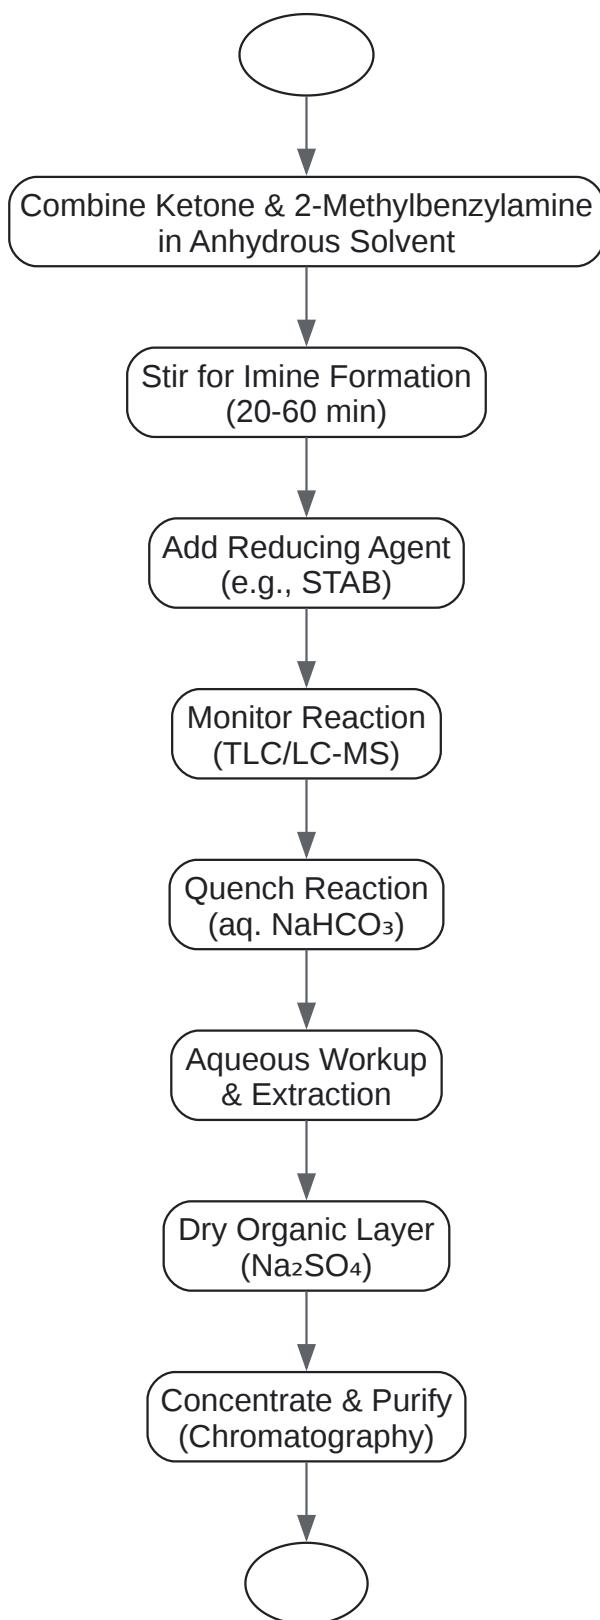 Combine Ketone & 2-Methylbenzylamine
in Anhydrous Solvent
Stir for Imine Formation
(20-60 min)
Add Reducing Agent
(e.g., STAB)
Monitor Reaction
(TLC/LC-MS)
Quench Reaction
(aq. NaHCO₃)
Aqueous Workup
& Extraction
Dry Organic Layer
(Na₂SO₄)
Concentrate & Purify
(Chromatography)